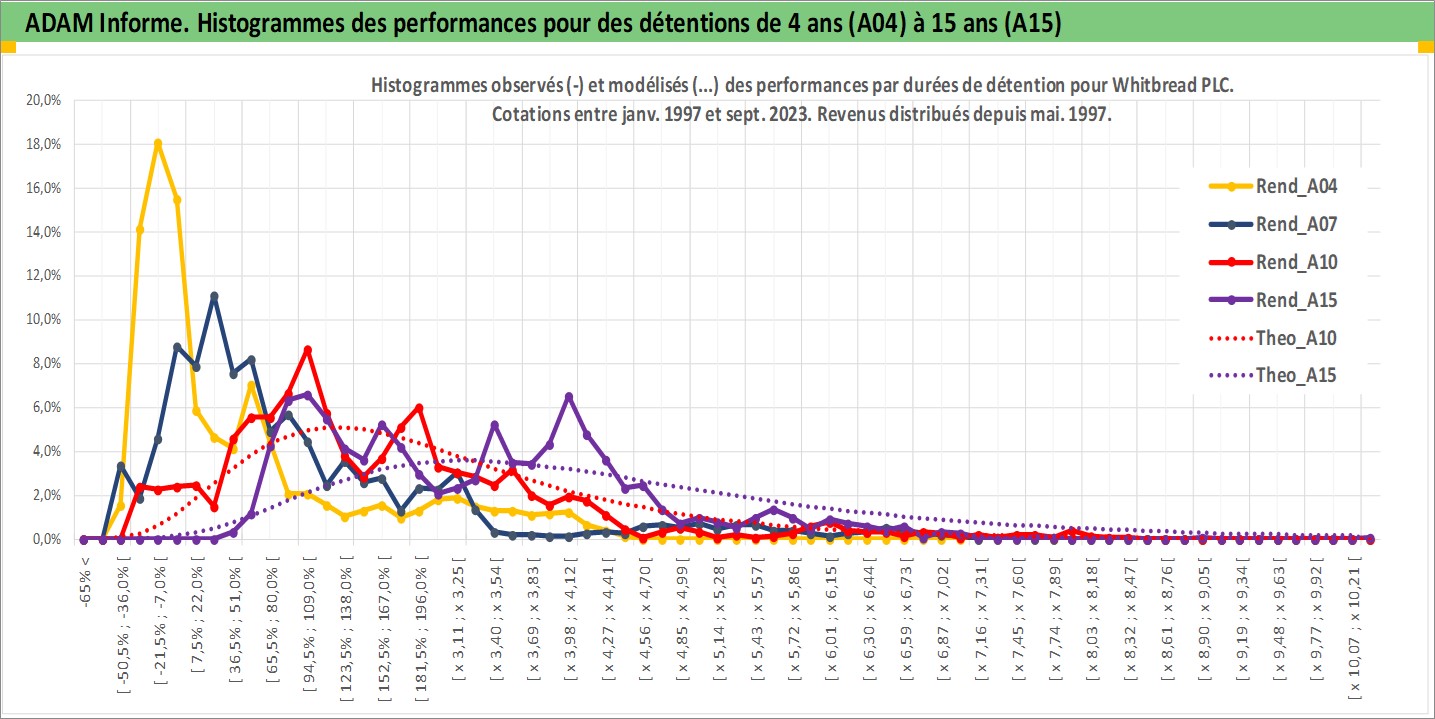 ADAM Informe. Histogrammes des performances pour des détentions de 4 ans (A04) à 15 ans (A15)
Histogrammes observés (-) et modélisés (...) des performances par durées de détention pour Whitbread PLC.
Cotations entre janv. 1997 et sept. 2023. Revenus distribués depuis mai. 1997.
20,0%
18,0%
16,0%
14,0%
12,0%
10,0%
8,0%
6,0%
4,0%
2,0%
0,0%
Rend_A04
Rend_A07
Rend_A10
Rend_A15
Theo_A10
Theo_A15
-65% <
[ -50,5% ; -36,0% [
[ -21,5% ; -7,0% [
[ 7,5% ; 22,0% [
[ 36,5% ; 51,0% [
[ 65,5% ; 80,0% [
[ 94,5% ; 109,0% [
[ 123,5% ; 138,0% [
[ 152,5% ; 167,0% [
[ 181,5% ; 196,0% [
[ x 3,11 ; x 3,25 [
[ x 3,40 ; x 3,54 [
[ x 3,69 ; x 3,83 [
[ x 3,98 ; x 4,12 [
[ x 4,27 ; x 4,41 [
[ x 4,56 ; x 4,70 [
[ x 4,85 ; x 4,99 [
[ x 5,14 ; x 5,28 [
[ x 5,43 ; x 5,57 [
[ x 5,72 ; x 5,86 [
[ x 6,01 ; x 6,15 [
[ x 6,30 ; x 6,44 [
[ x 6,59 ; x 6,73 [
[ x 6,87 ; x 7,02 [
[ x 7,16 ; x 7,31 [
[ x 7,45 ; x 7,60 [
[ x 7,74 ; x 7,89 [
[ x 8,03 ; x 8,18 [
[ x 8,32 ; x 8,47 [
[ x 8,61 ; x 8,76 [
[ x 8,90 ; x 9,05 [
[ x 9,19 ; x 9,34 [
[ x 9,48 ; x 9,63 [
[ x 9,77 ; x 9,92 [
[ x 10,07 ; x 10,21 [